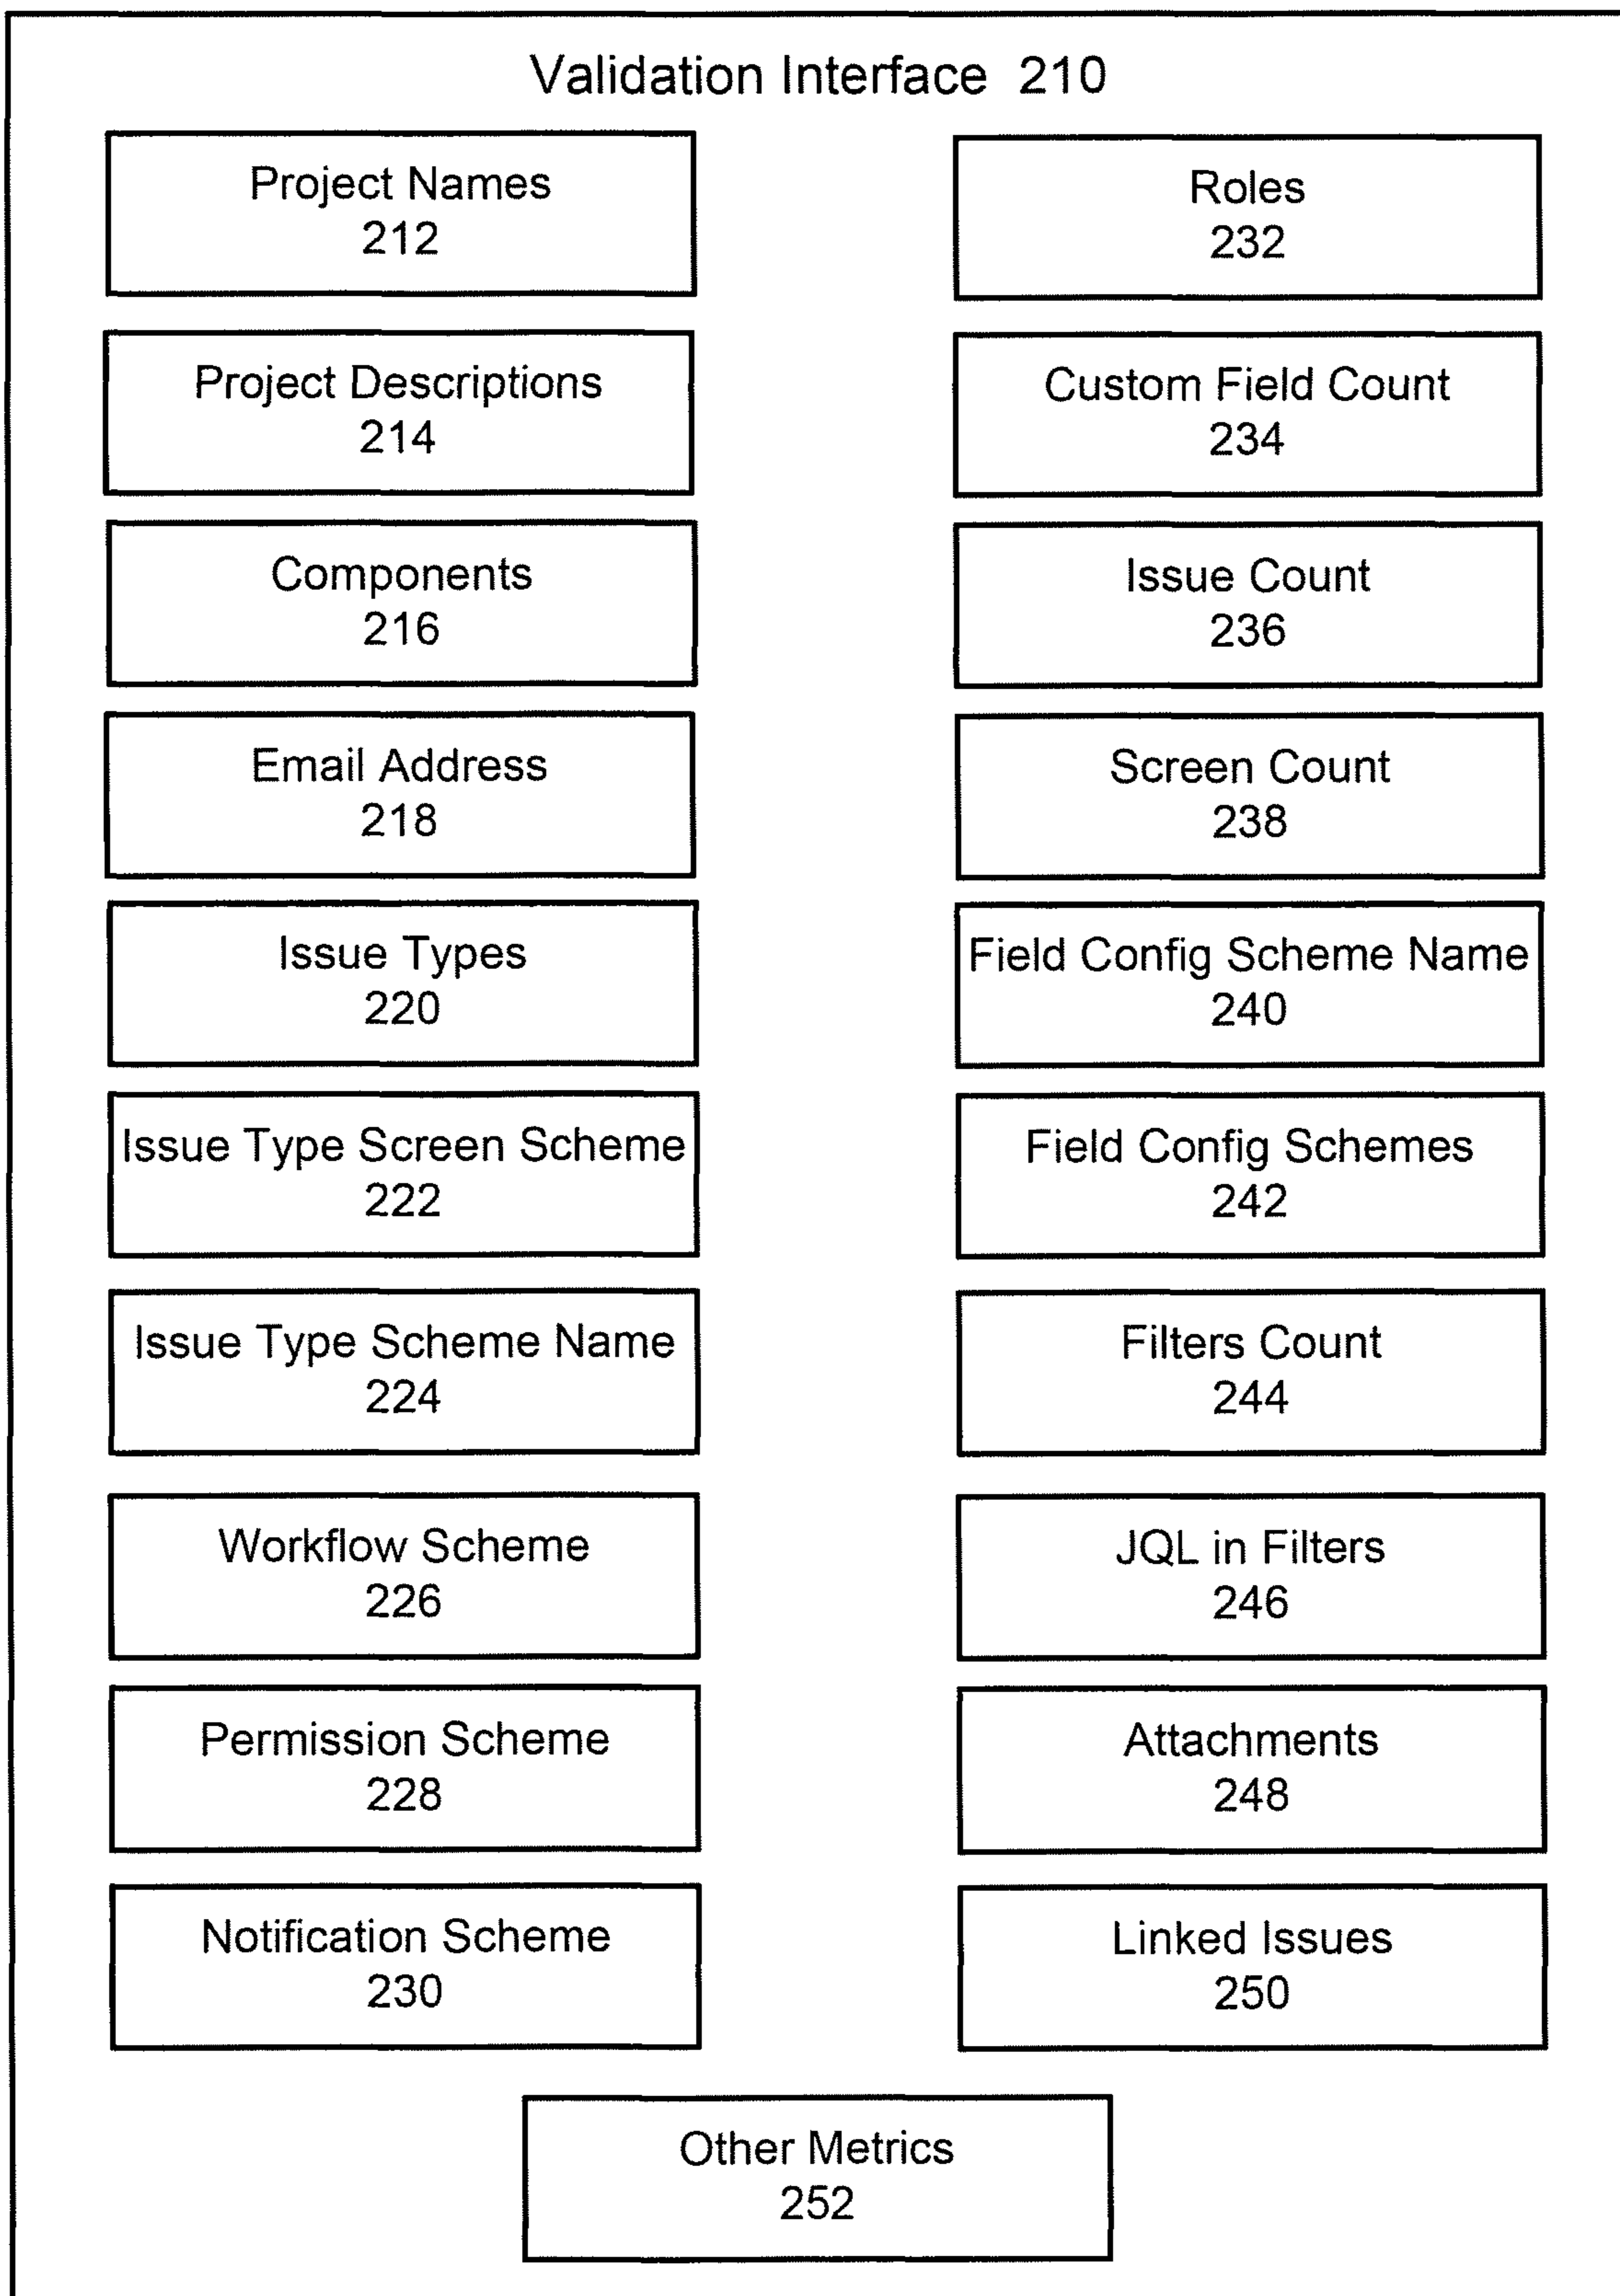 Validation Interface 210
Project Names
212
Project Descriptions
214
Components
216
Email Address
218
Issue Types
220
Issue Type Screen Scheme
222
Issue Type Scheme Name
224
Workflow Scheme
226
Permission Scheme
228
Notification Scheme
230
Roles
232
Custom Field Count
234
Issue Count
236
Screen Count
238
Field Config Scheme Name
240
Field Config Schemes
242
Filters Count
244
JQL in Filters
246
Attachments
248
Linked Issues
250
Other Metrics
252